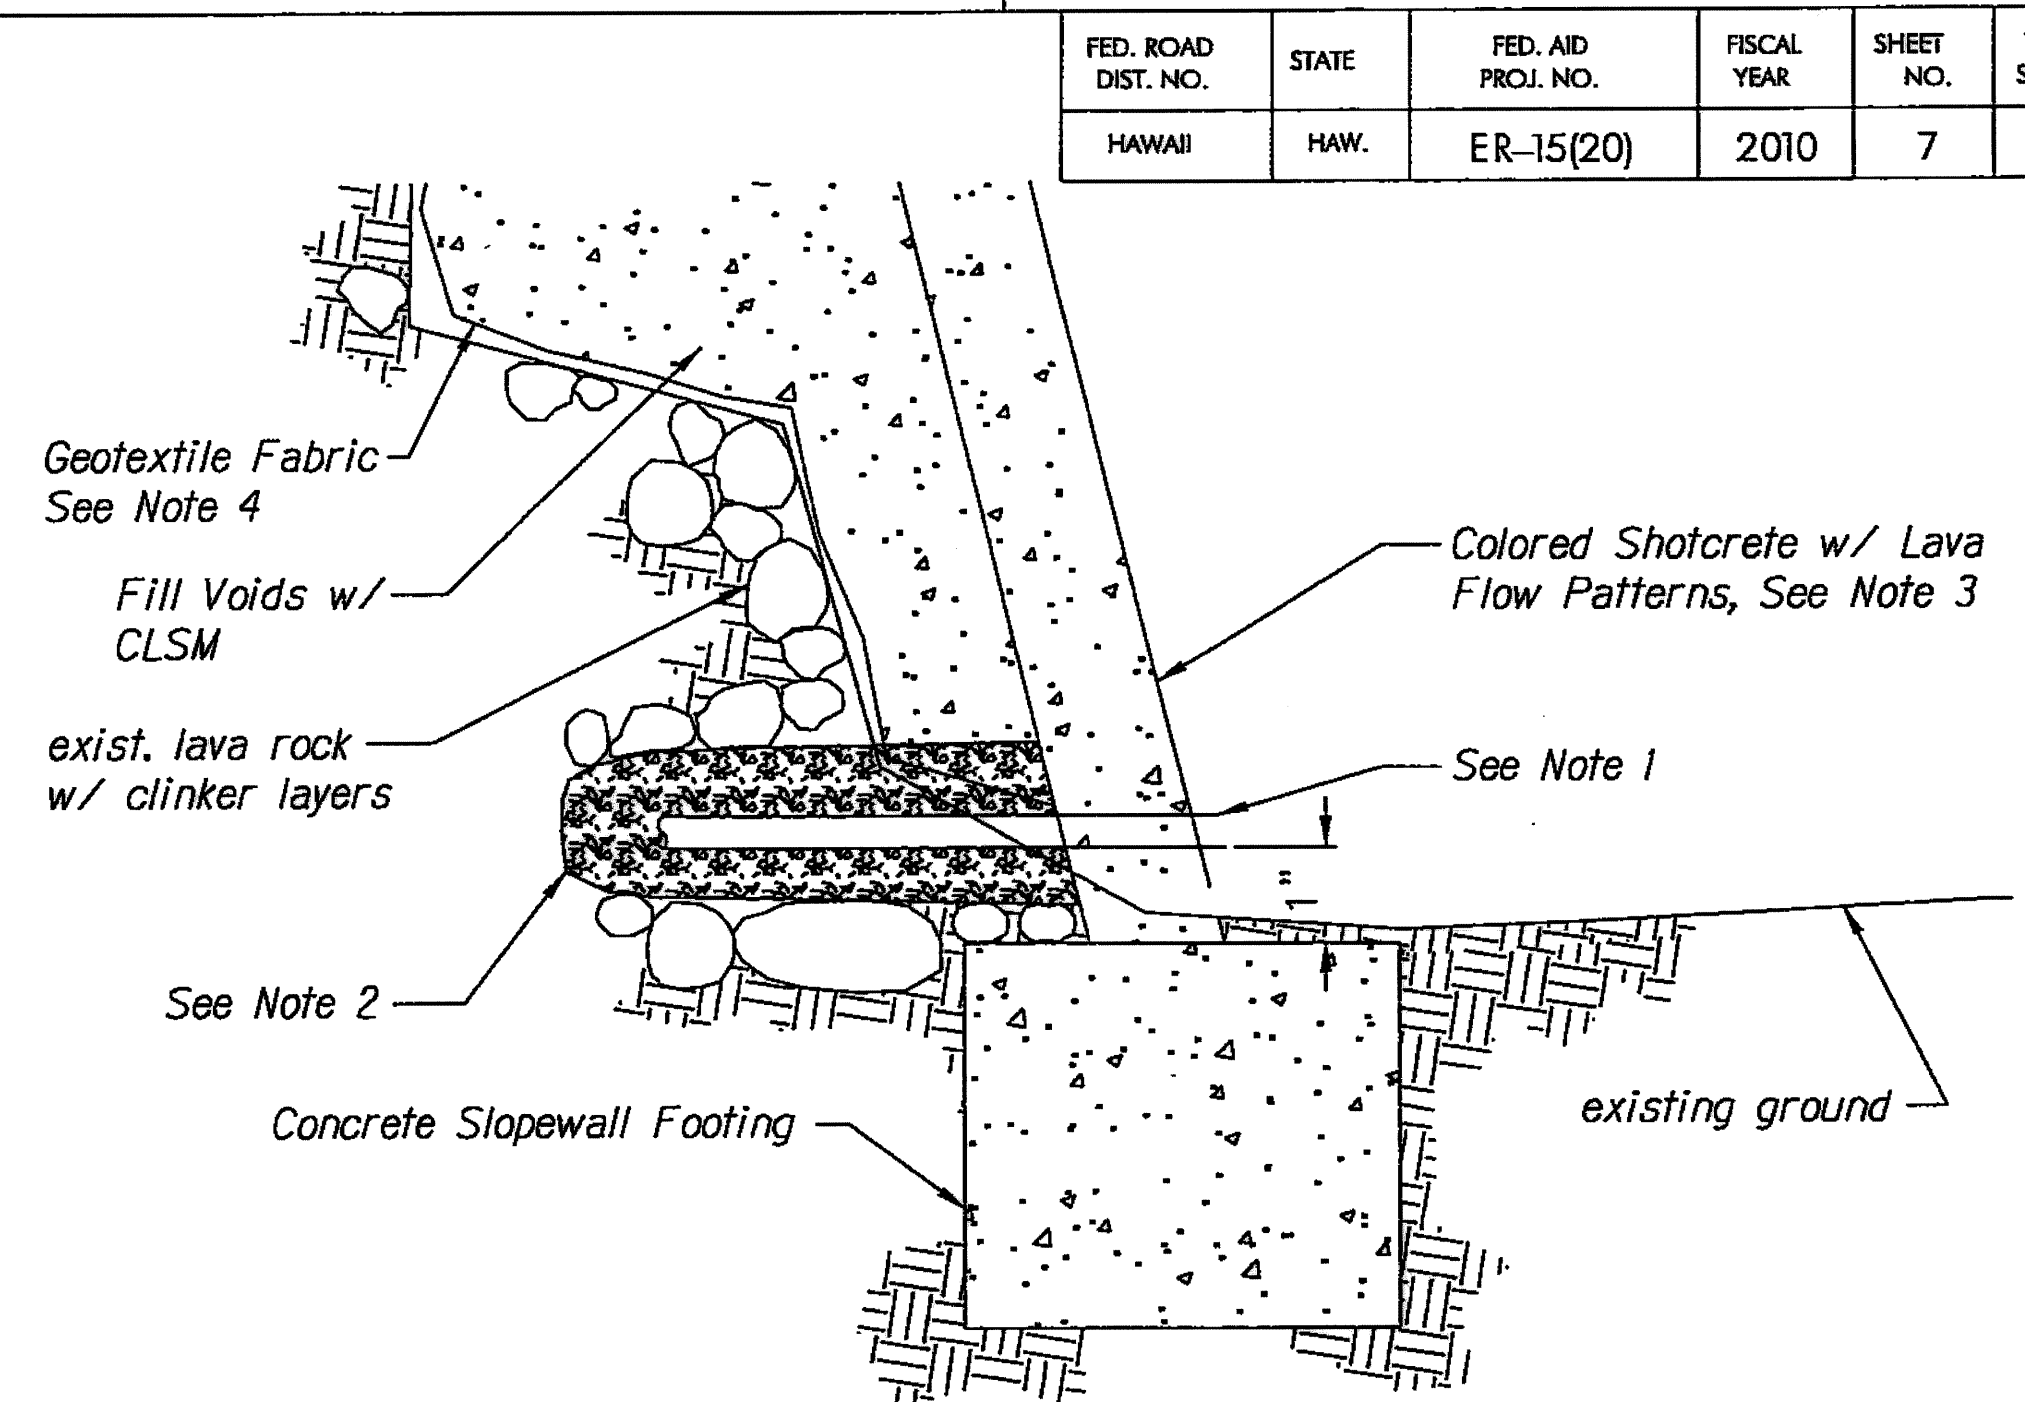 FED. ROAD DIST. NO.
STATE
FED. AID PROJ. NO.
FISCAL YEAR
SHEET NO.
HAWAII
HAW.
ER-15(20)
2010
7
Geotextile Fabric
See Note 4
Fill Voids w/
CLSM
exist. lava rock
w/ clinker layers
Colored Shotcrete w/ Lava
Flow Patterns, See Note 3
See Note 1
1"
See Note 2
Concrete Slopewall Footing
existing ground